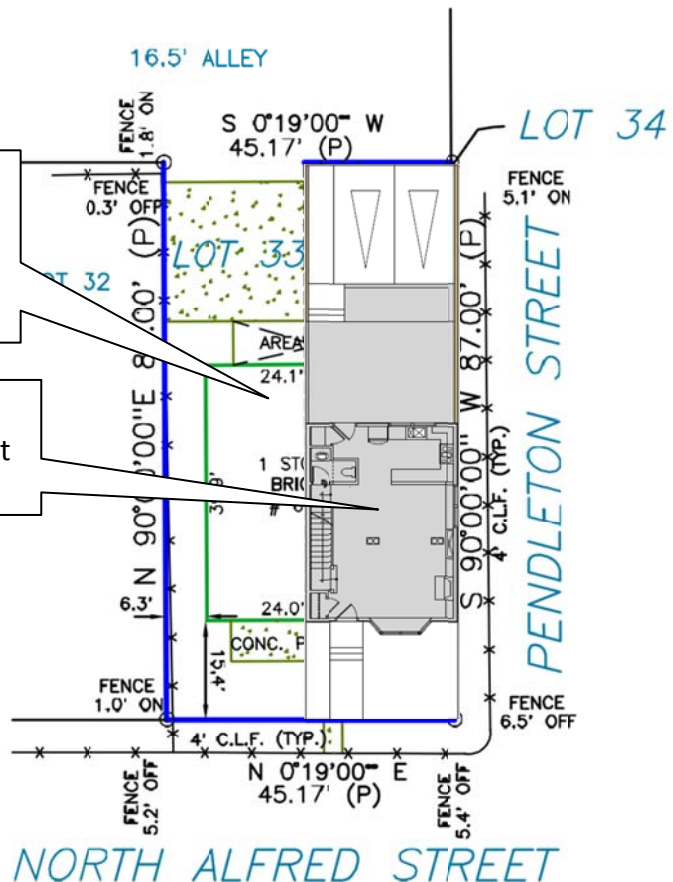 16.5' ALLEY
FENCE
1.8' ON
S 0°19'00" W
45.17' (P)
LOT 34
FENCE
0.3' OFF
FENCE
5.1' ON
LOT 33
32
AREA
24.1'
1 STO
BRIC
#
N 90°00'00"E 87.00' (P)
S 90°00'00" W 87.00' (P)
4' C.L.F. (TYP.)
PENDLETON STREET
t
24.0'
6.3'
CONC. P
15.4'
FENCE
1.0' ON
FENCE
6.5' OFF
4' C.L.F. (TYP.)
N 0°19'00" E
45.17' (P)
FENCE
5.2' OFF
FENCE
5.4' OFF
NORTH ALFRED STREET